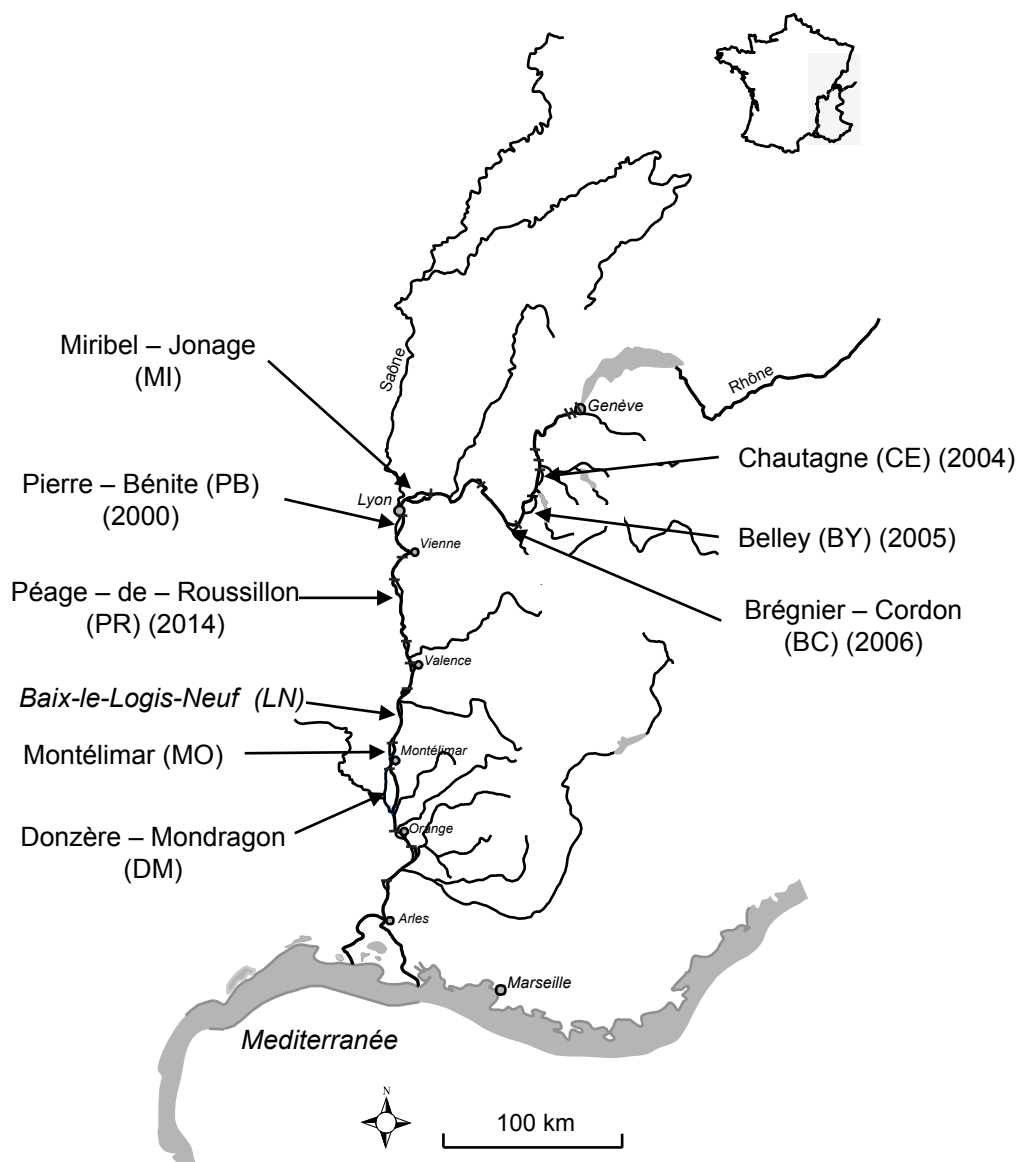 Miribel – Jonage
(MI)
Saône
Rhône
Genève
Chautagne (CE) (2004)
Pierre – Bénite (PB)
(2000)
Lyon
Belley (BY) (2005)
Vienne
Péage – de – Roussillon
(PR) (2014)
Brégnier – Cordon
(BC) (2006)
Valence
Baix-le-Logis-Neuf (LN)
Montélimar (MO)
Montélimar
Donzère – Mondragon
(DM)
Orange
Arles
Marseille
Mediterranée
N
100 km